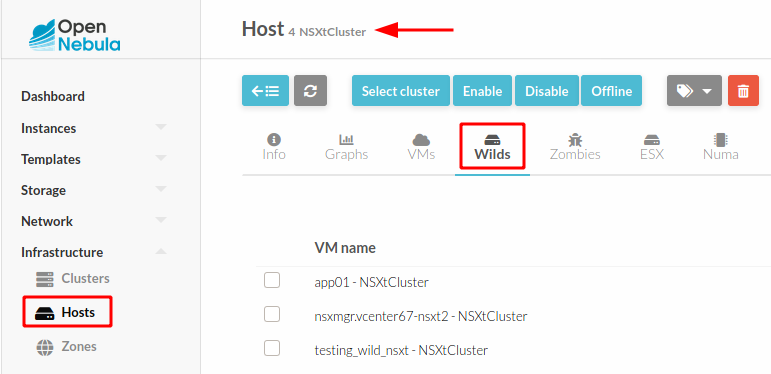 Open
Nebula
Host 4 NSXtCluster
Select cluster Enable Disable Offline
Dashboard
Instances
Templates
Storage
Network
Infrastructure
Clusters
Hosts
Zones
Info Graphs VMs Wilds Zombies ESX Numa
VM name
app01 - NSXtCluster
nsxmgr.vcenter67-nsxt2 - NSXtCluster
testing_wild_nsxt - NSXtCluster